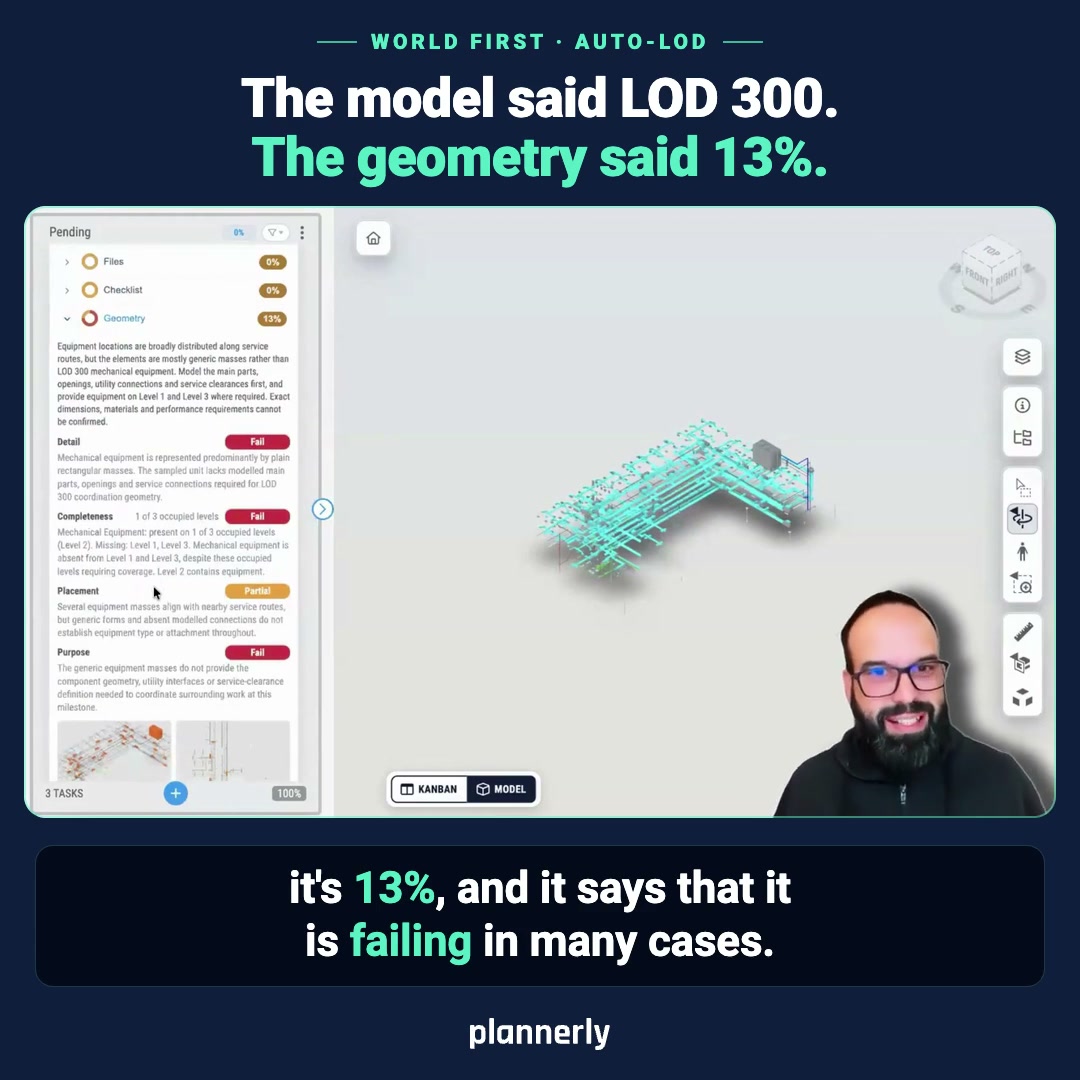 WORLD FIRST · AUTO-LOD
The model said LOD 300.
The geometry said 13%.
Pending 0%
Files 0%
Checklist 0%
Geometry 13%
Equipment locations are broadly distributed along service
routes, but the elements are mostly generic masses rather than
LOD 300 mechanical equipment. Model the main parts,
openings, utility connections and service clearances first, and
provide equipment on Level 1 and Level 3 where required. Exact
dimensions, materials and performance requirements cannot
be confirmed.
Detail Fail
Mechanical equipment is represented predominantly by plain
rectangular masses. The sampled unit lacks modelled main
parts, openings and service connections required for LOD
300 coordination geometry.
Completeness 1 of 3 occupied levels Fail
Mechanical Equipment: present on 1 of 3 occupied levels
(Level 2). Missing: Level 1, Level 3. Mechanical equipment is
absent from Level 1 and Level 3, despite these occupied
levels requiring coverage. Level 2 contains equipment.
Placement Partial
Several equipment masses align with nearby service routes,
but generic forms and absent modelled connections do not
establish equipment type or attachment throughout.
Purpose Fail
The generic equipment masses do not provide the
component geometry, utility interfaces or service-clearance
definition needed to coordinate surrounding work at this
milestone.
3 TASKS 100%
TOP
FRONT RIGHT
KANBAN MODEL
it's 13%, and it says that it
is failing in many cases.
plannerly